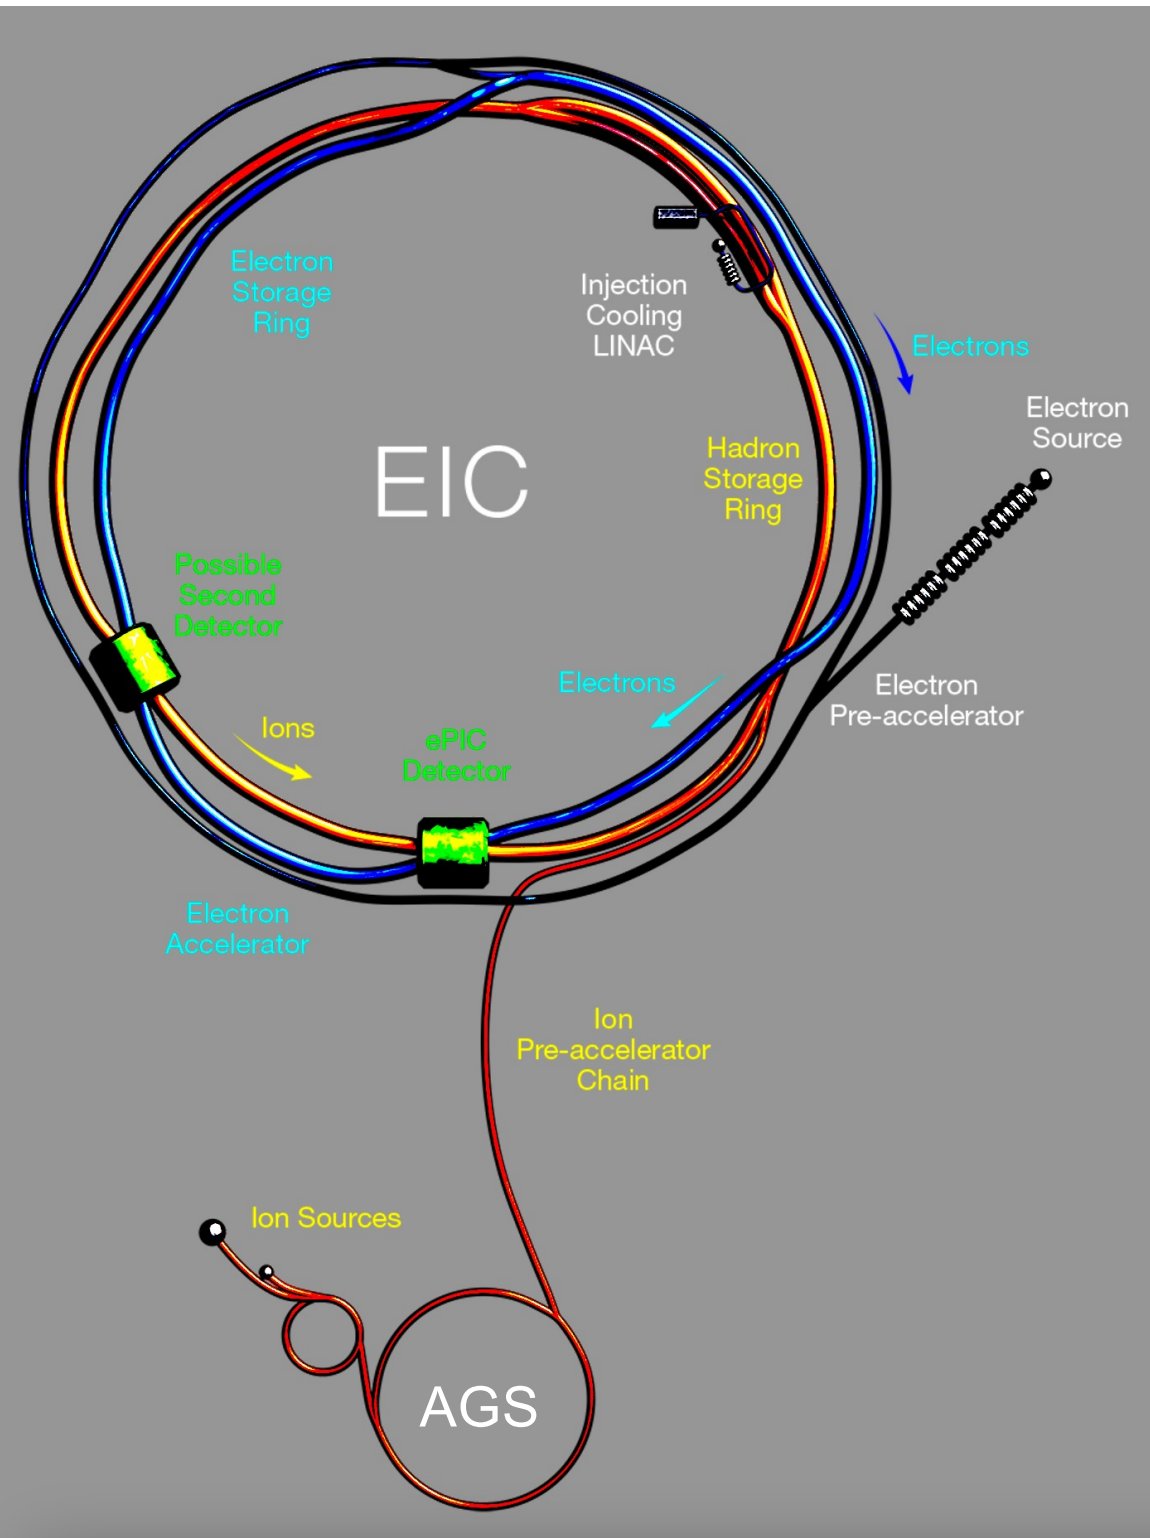 Electron
Storage
Ring
Injection
Cooling
LINAC
Electrons
Electron
Source
EIC
Hadron
Storage
Ring
Possible
Second
Detector
Electrons
Electron
Pre-accelerator
Ions
ePIC
Detector
Electron
Accelerator
Ion
Pre-accelerator
Chain
Ion Sources
AGS